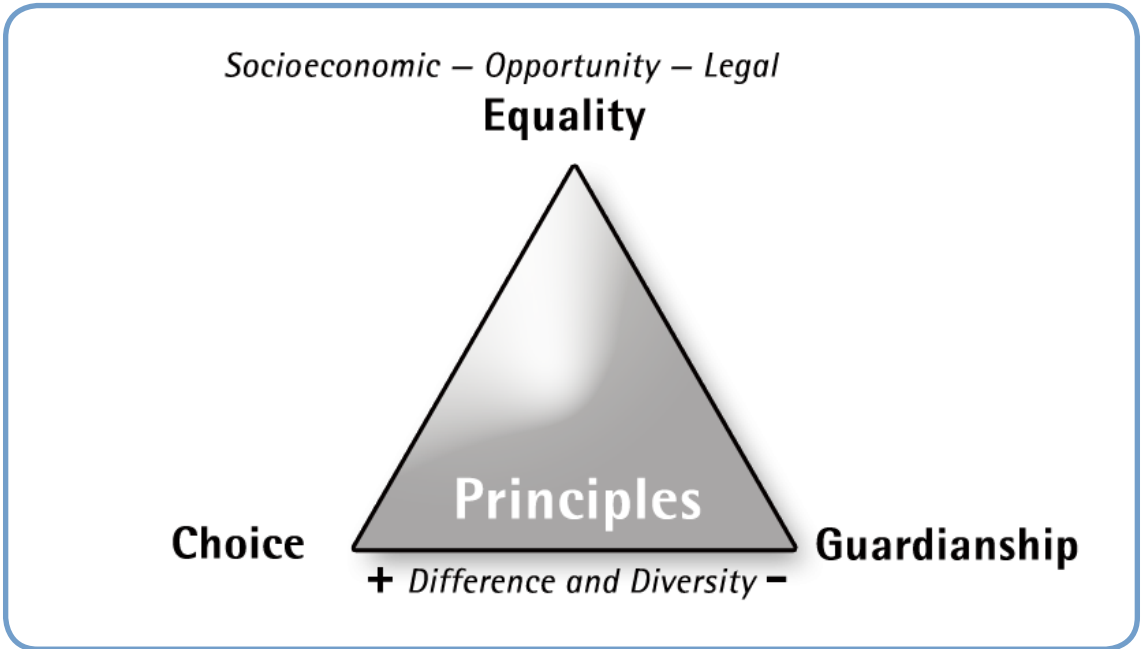 Socioeconomic – Opportunity – Legal
Equality
Principles
Choice
Guardianship
+ Difference and Diversity –